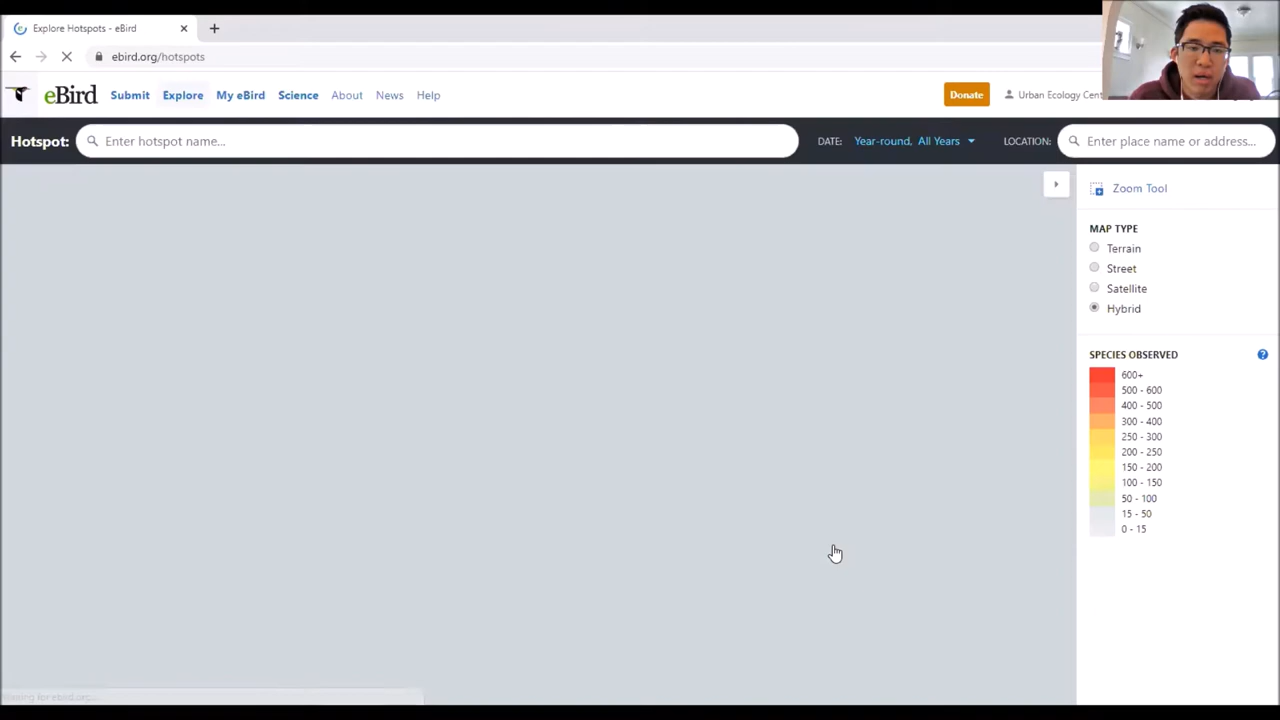 Explore Hotspots - eBird
ebird.org/hotspots
eBird Submit Explore My eBird Science About News Help Donate Urban Ecology Cent
Hotspot: Enter hotspot name... DATE: Year-round, All Years LOCATION: Enter place name or address...
Zoom Tool
MAP TYPE
Terrain
Street
Satellite
Hybrid
SPECIES OBSERVED
600+
500 - 600
400 - 500
300 - 400
250 - 300
200 - 250
150 - 200
100 - 150
50 - 100
15 - 50
0 - 15